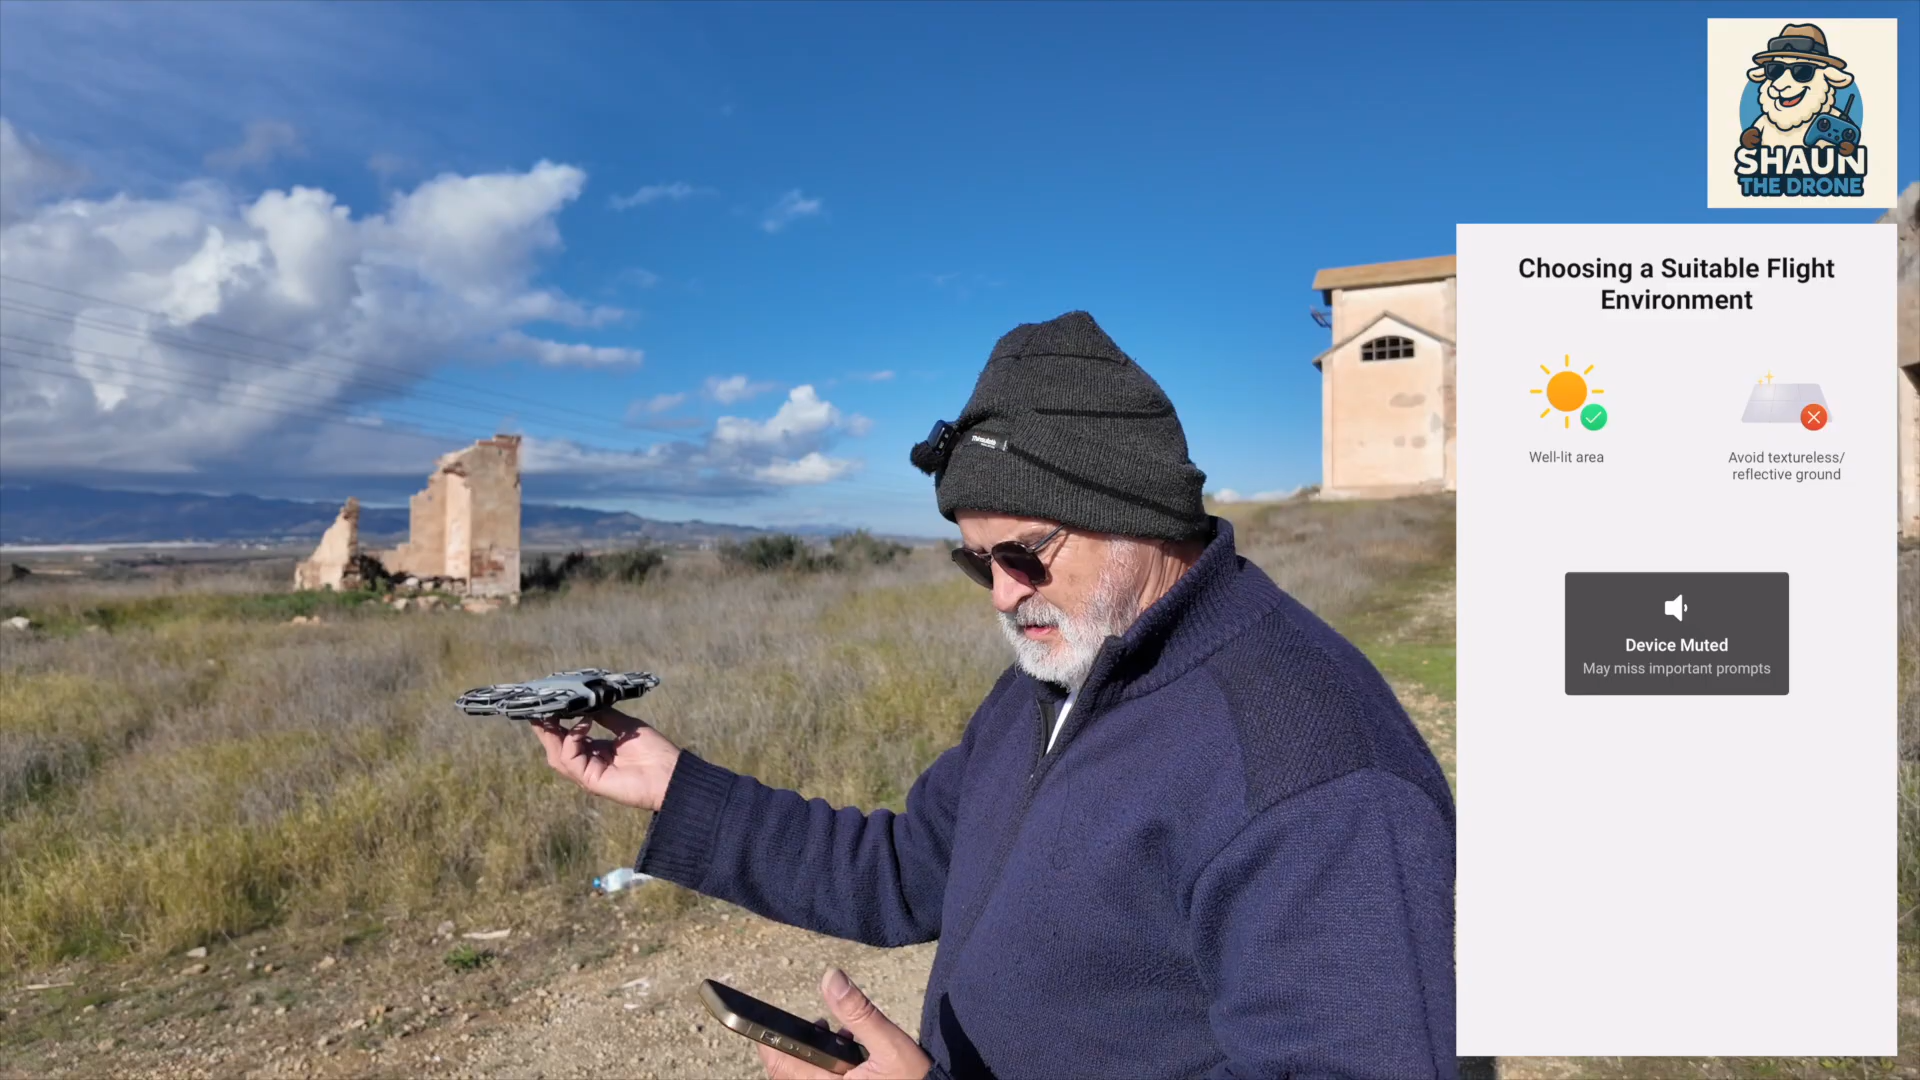 SHAUN
THE DRONE
Choosing a Suitable Flight
Environment
Well-lit area
Avoid textureless/
reflective ground
Device Muted
May miss important prompts
Thinsulate